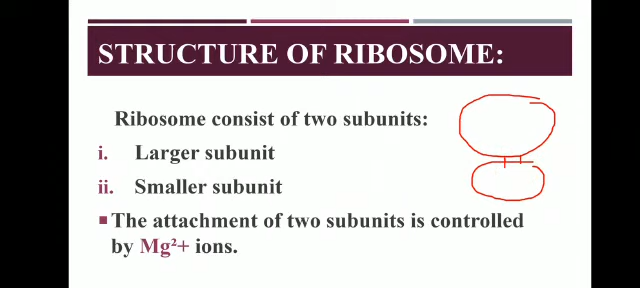 STRUCTURE OF RIBOSOME:
Ribosome consist of two subunits:
i. Larger subunit
ii. Smaller subunit
▪ The attachment of two subunits is controlled
by Mg²+ ions.